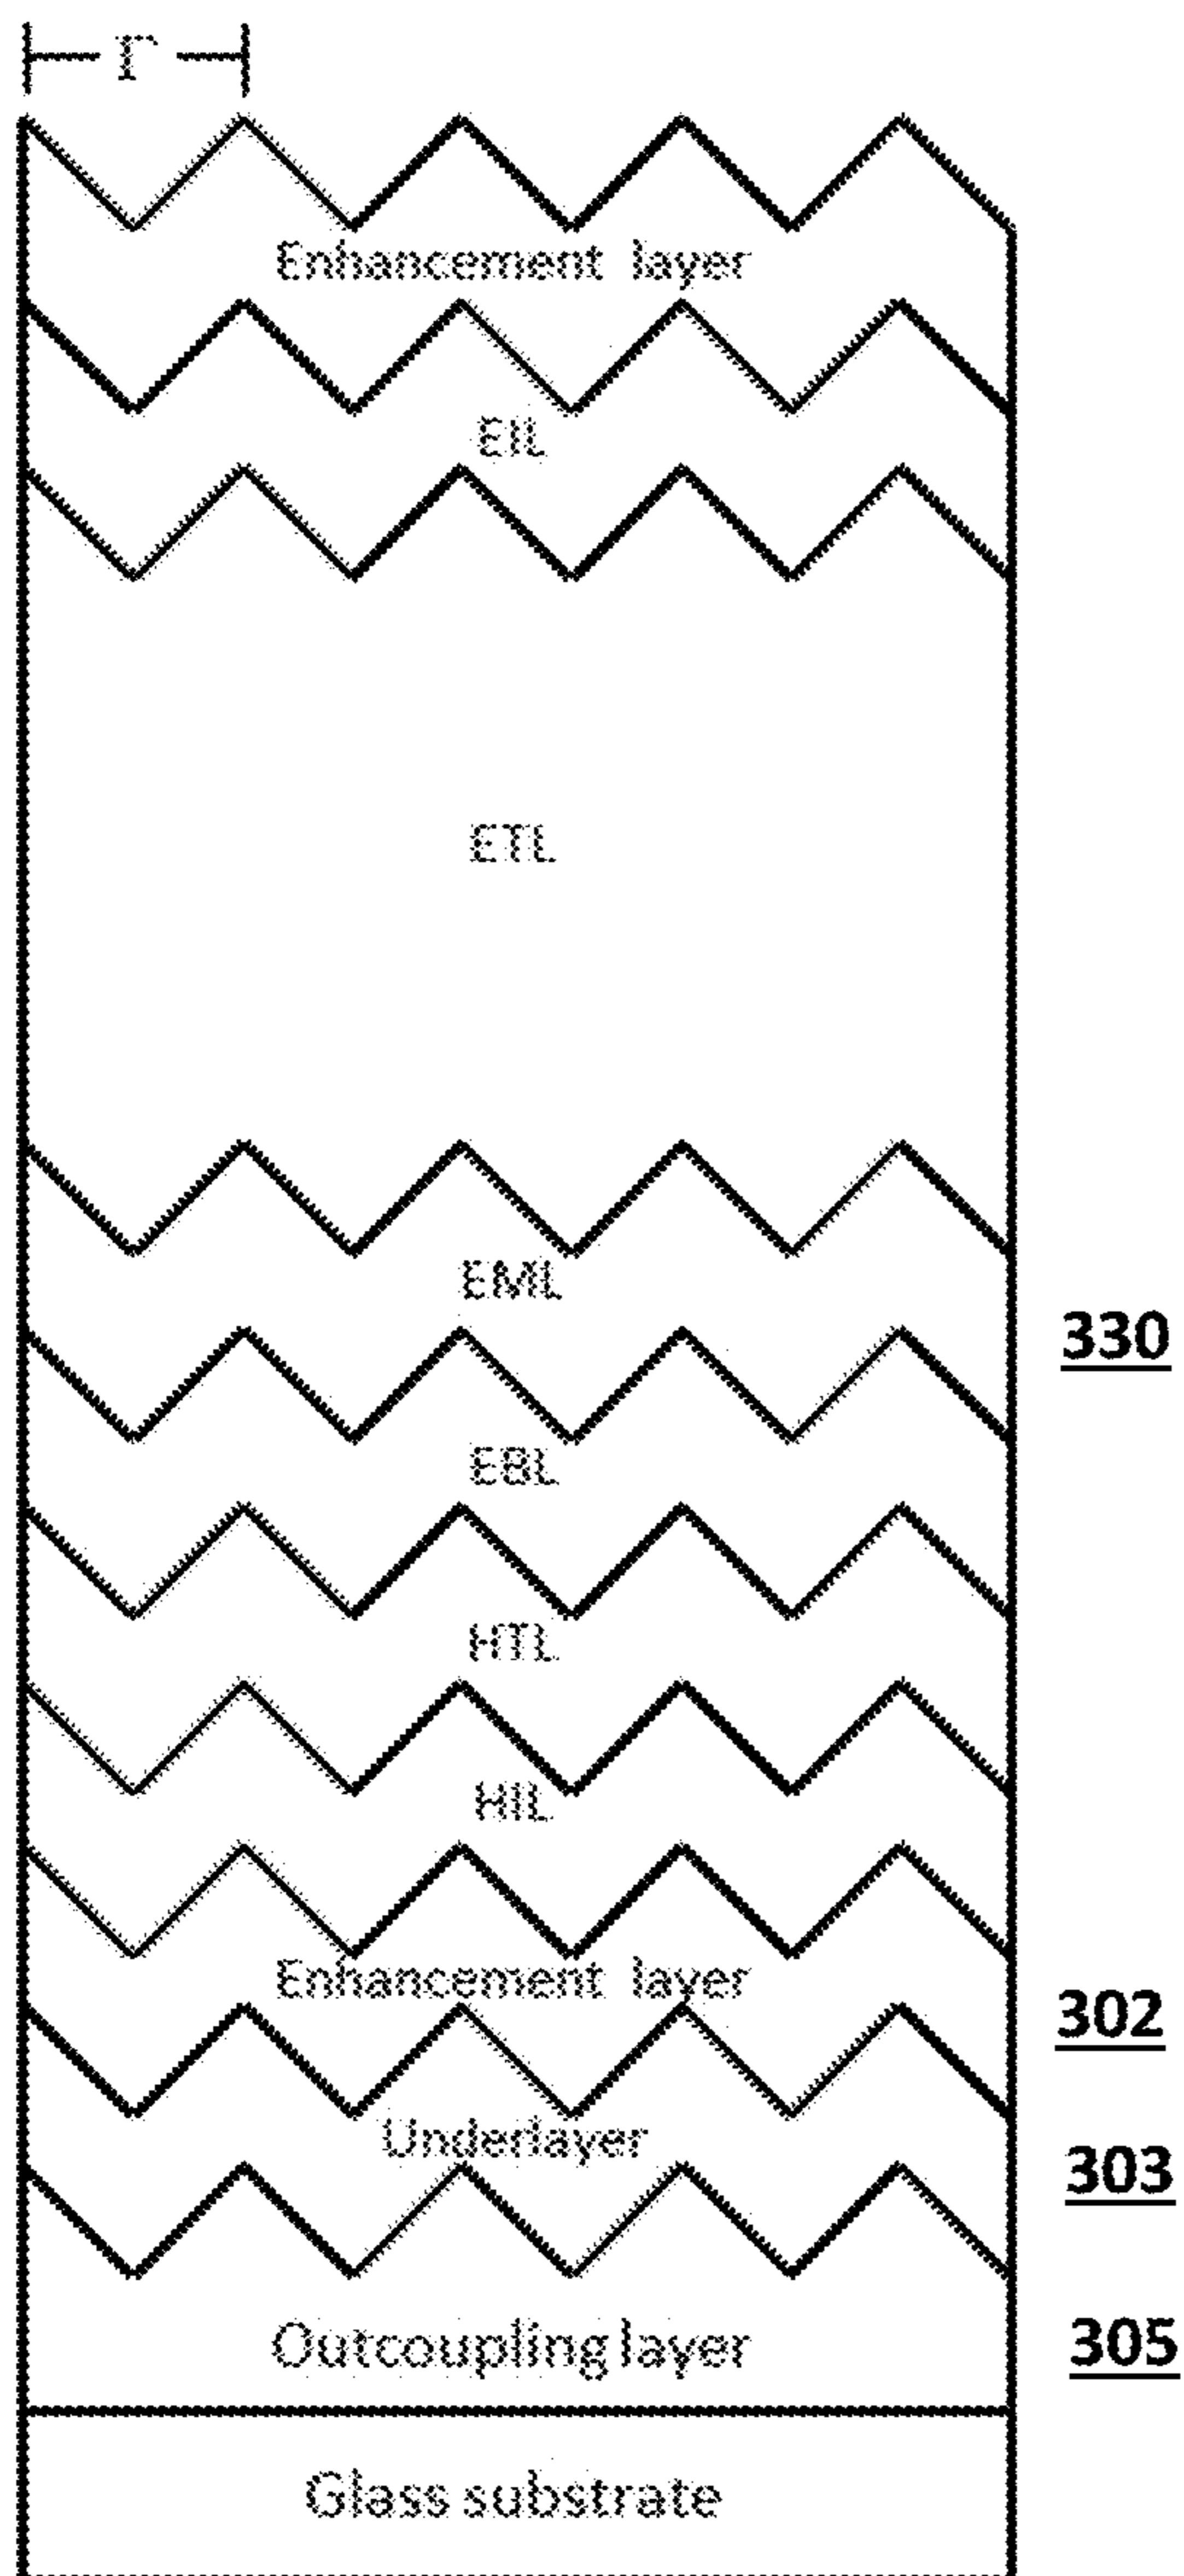 Γ
Enhancement layer
EIL
ETL
EML
330
EBL
HTL
HIL
Enhancement layer
302
Underlayer
303
Outcoupling layer
305
Glass substrate